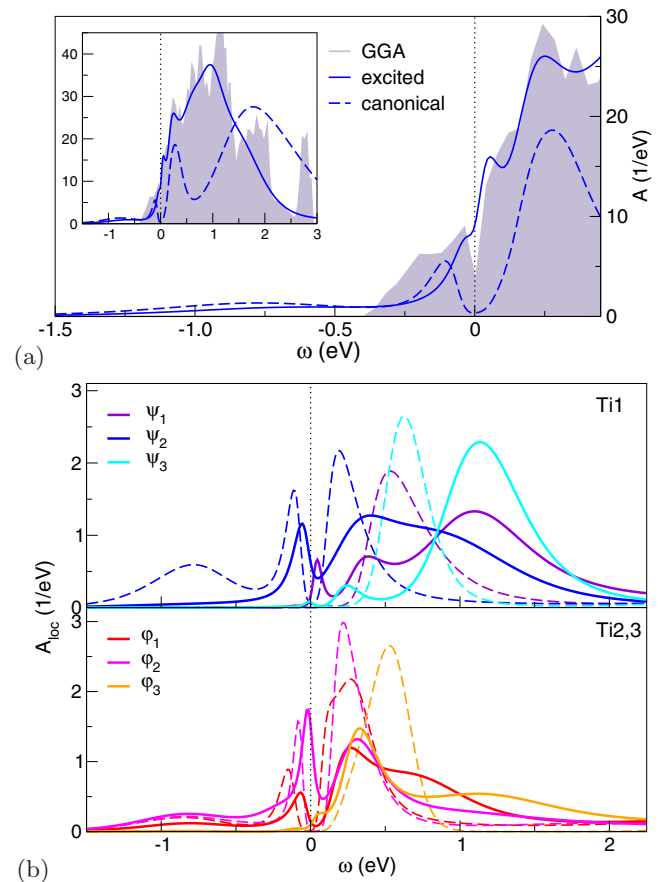 40
30
20
10
0
-1
0
1
2
3
GGA
excited
canonical
30
20
10
0
A (1/eV)
-1.5
-1.0
-0.5
0
ω (eV)
(a)
3
2
1
0
ψ1
ψ2
ψ3
Ti1
A_loc (1/eV)
3
2
1
0
φ1
φ2
φ3
Ti2,3
-1
0
1
2
ω (eV)
(b)